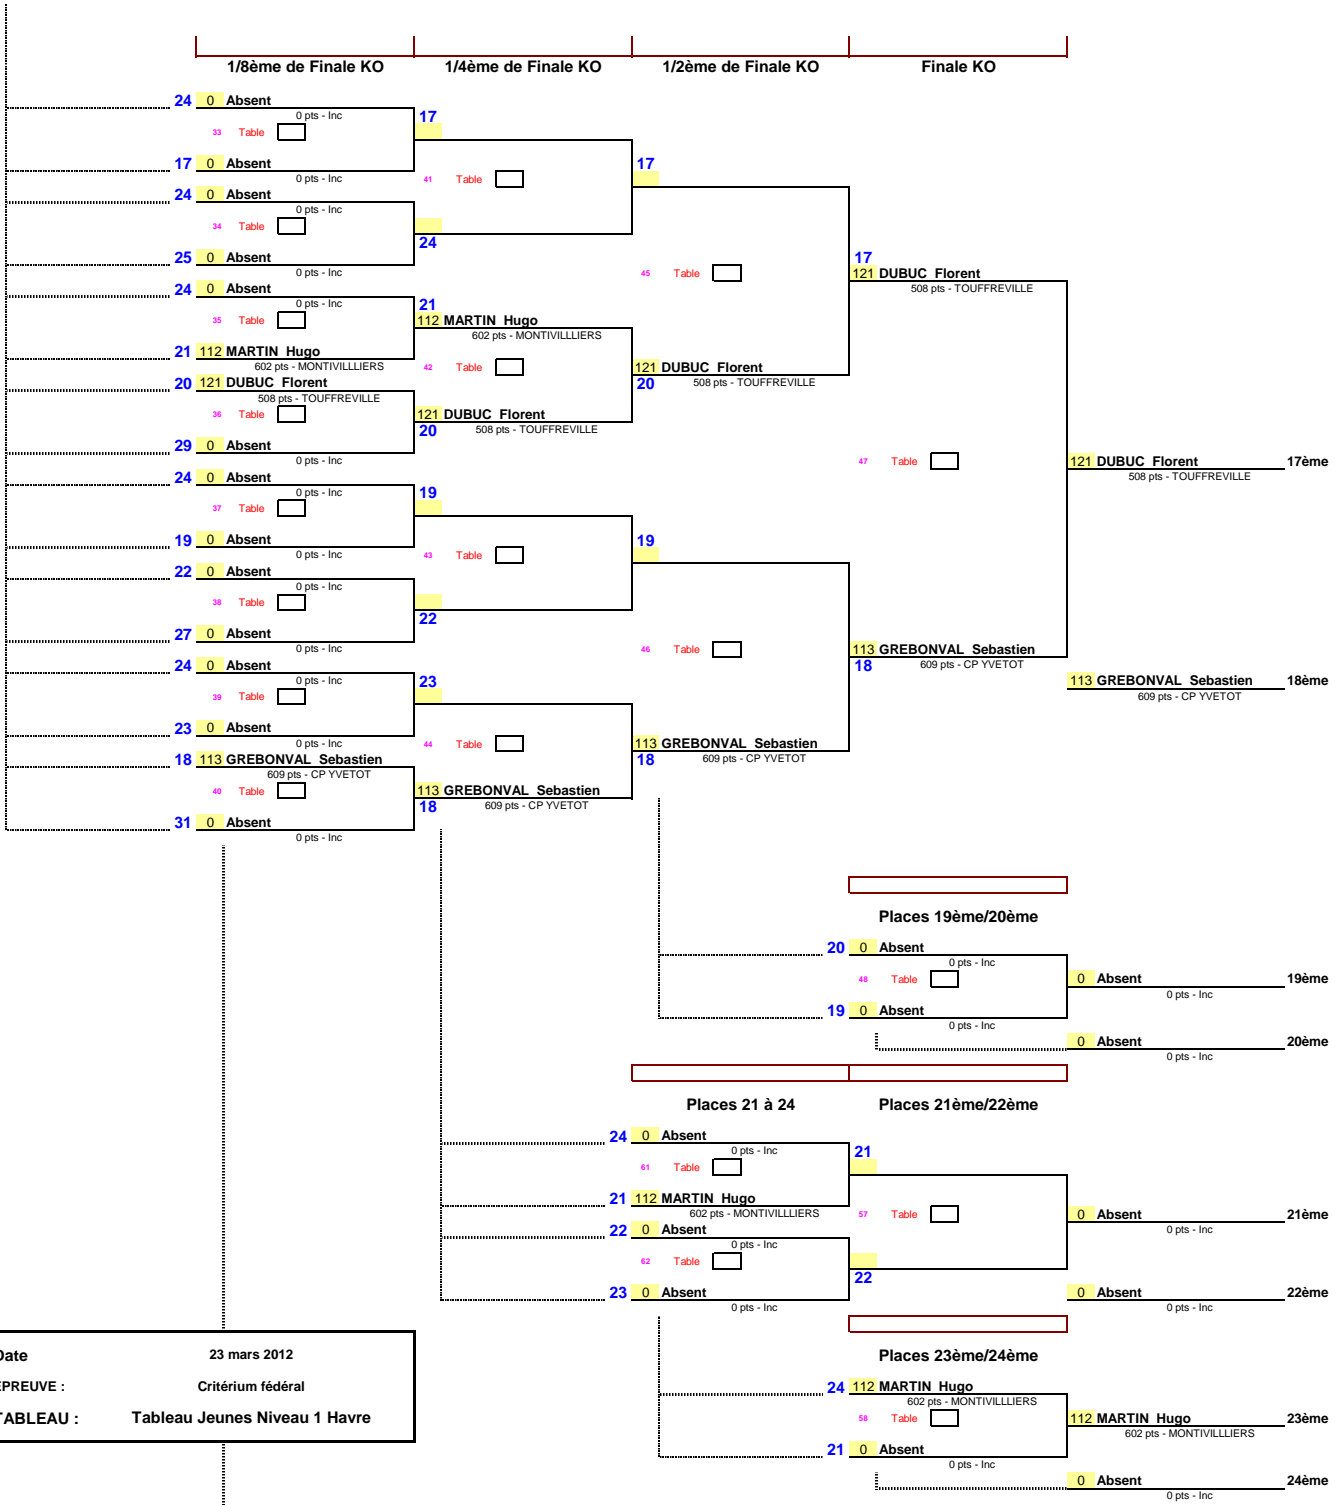 1/8ème de Finale KO 1/4ème de Finale KO 1/2ème de Finale KO Finale KO
24 0 Absent
0 pts - Inc
17
33 Table
17 0 Absent
17
0 pts - Inc
41 Table
24 0 Absent
0 pts - Inc
34 Table
24
25 0 Absent
17
0 pts - Inc
45 Table
121 DUBUC Florent
24 0 Absent
508 pts - TOUFFREVILLE
0 pts - Inc
21
35 Table
112 MARTIN Hugo
602 pts - MONTIVILLLIERS
21 112 MARTIN Hugo
602 pts - MONTIVILLLIERS
42 Table
121 DUBUC Florent
20 121 DUBUC Florent
20
508 pts - TOUFFREVILLE
508 pts - TOUFFREVILLE
36 Table
121 DUBUC Florent
20
508 pts - TOUFFREVILLE
29 0 Absent
0 pts - Inc
47 Table
121 DUBUC Florent 17ème
508 pts - TOUFFREVILLE
24 0 Absent
0 pts - Inc
19
37 Table
19 0 Absent
19
0 pts - Inc
43 Table
22 0 Absent
0 pts - Inc
38 Table
22
27 0 Absent
0 pts - Inc
46 Table
113 GREBONVAL Sebastien
24 0 Absent
18
609 pts - CP YVETOT
0 pts - Inc
23
113 GREBONVAL Sebastien 18ème
609 pts - CP YVETOT
39 Table
23 0 Absent
0 pts - Inc
44 Table
113 GREBONVAL Sebastien
18 113 GREBONVAL Sebastien
18
609 pts - CP YVETOT
609 pts - CP YVETOT
40 Table
113 GREBONVAL Sebastien
18
609 pts - CP YVETOT
31 0 Absent
0 pts - Inc
Places 19ème/20ème
20 0 Absent
0 pts - Inc
48 Table
0 Absent 19ème
0 pts - Inc
19 0 Absent
0 pts - Inc
0 Absent 20ème
0 pts - Inc
Places 21 à 24 Places 21ème/22ème
24 0 Absent
0 pts - Inc
21
61 Table
21 112 MARTIN Hugo
602 pts - MONTIVILLLIERS
57 Table
0 Absent 21ème
0 pts - Inc
22 0 Absent
0 pts - Inc
62 Table
22
23 0 Absent
0 pts - Inc
0 Absent 22ème
0 pts - Inc
Places 23ème/24ème
24 112 MARTIN Hugo
602 pts - MONTIVILLLIERS
58 Table
112 MARTIN Hugo 23ème
602 pts - MONTIVILLLIERS
21 0 Absent
0 pts - Inc
0 Absent 24ème
0 pts - Inc
Date 23 mars 2012
EPREUVE : Critérium fédéral
TABLEAU : Tableau Jeunes Niveau 1 Havre